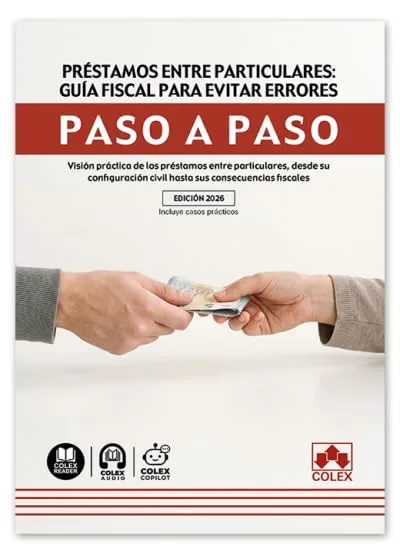 PRÉSTAMOS ENTRE PARTICULARES:
GUÍA FISCAL PARA EVITAR ERRORES
PASO A PASO
Visión práctica de los préstamos entre particulares, desde su
configuración civil hasta sus consecuencias fiscales
EDICIÓN 2026
Incluye casos prácticos
COLEX
READER
COLEX
AUDIO
COLEX
COPILOT
COLEX